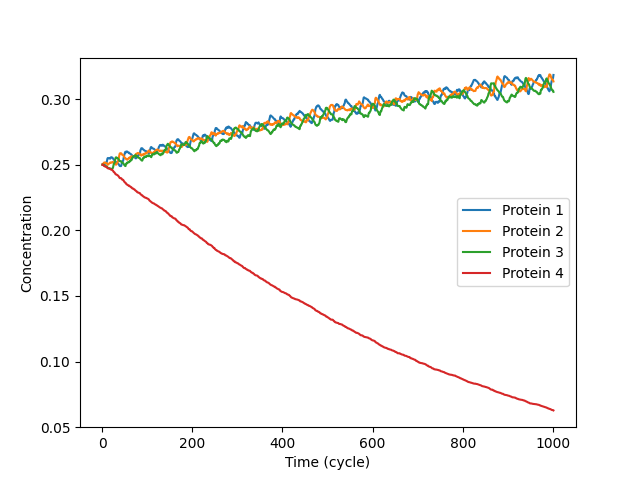 0.30
0.25
0.20
0.15
0.10
0.05
Concentration
0 200 400 600 800 1000
Time (cycle)
Protein 1
Protein 2
Protein 3
Protein 4